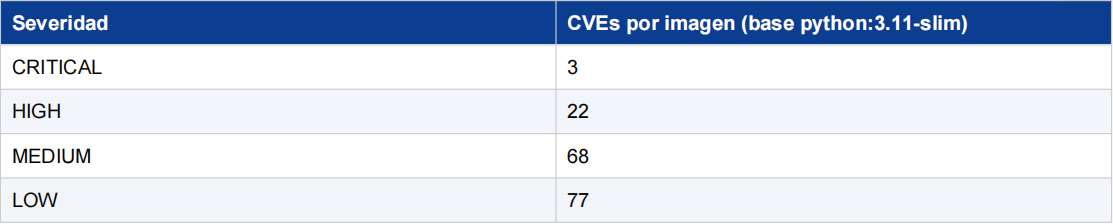 Severidad CVEs por imagen (base python:3.11-slim)
CRITICAL 3
HIGH 22
MEDIUM 68
LOW 77